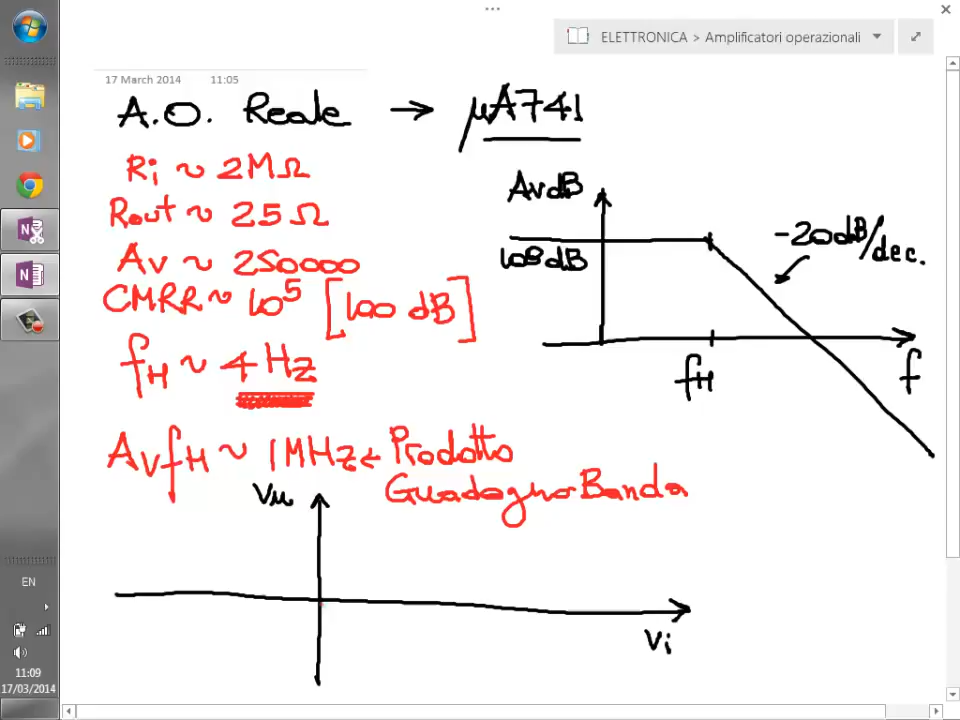 ELETTRONICA > Amplificatori operazionali
17 March 2014 11:05
A.O. Reale → μA741
Ri ~ 2MΩ
Rout ~ 25Ω
Av ~ 250000
CMRR ~ 10⁵ [100 dB]
fH ~ 4 Hz
AvfH ~ 1MHz ← Prodotto
Guadagno-Banda
AvdB
108dB
-20dB/dec.
fH
f
Vu
Vi
EN
11:09
17/03/2014